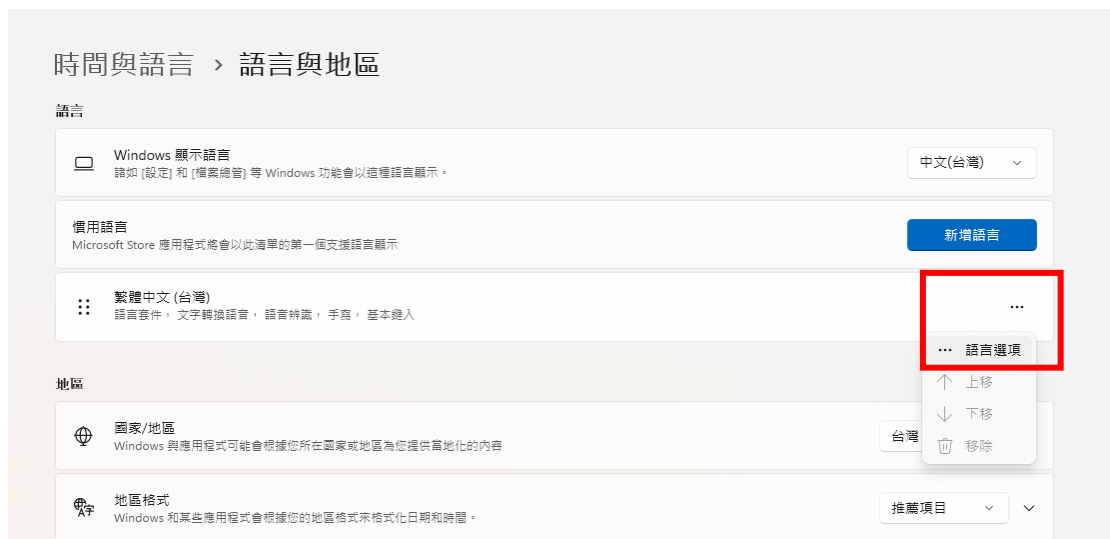 時間與語言 › 語言與地區
語言
Windows 顯示語言
諸如 [設定] 和 [檔案總管] 等 Windows 功能會以這種語言顯示。
中文(台灣)
慣用語言
Microsoft Store 應用程式將會以此清單的第一個支援語言顯示
新增語言
繁體中文 (台灣)
語言套件， 文字轉換語音， 語音辨識， 手寫， 基本鍵入
語言選項
上移
下移
移除
地區
國家/地區
Windows 與應用程式可能會根據您所在國家或地區為您提供當地化的內容
台灣
地區格式
Windows 和某些應用程式會根據您的地區格式來格式化日期和時間。
推薦項目